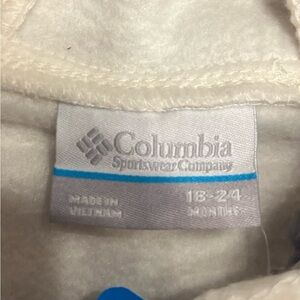 Columbia
Sportswear Company
MADE IN
VIETNAM
18-24
MONTHS